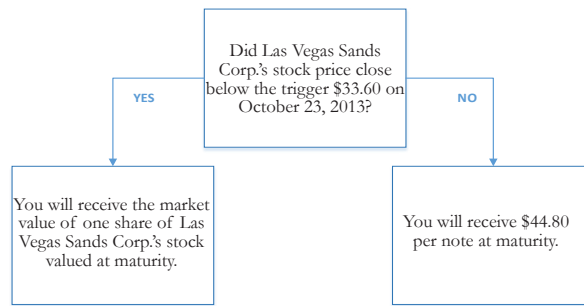 Did Las Vegas Sands
Corp.'s stock price close
below the trigger $33.60 on
October 23, 2013?
YES
NO
You will receive the market
value of one share of Las
Vegas Sands Corp.'s stock
valued at maturity.
You will receive $44.80
per note at maturity.